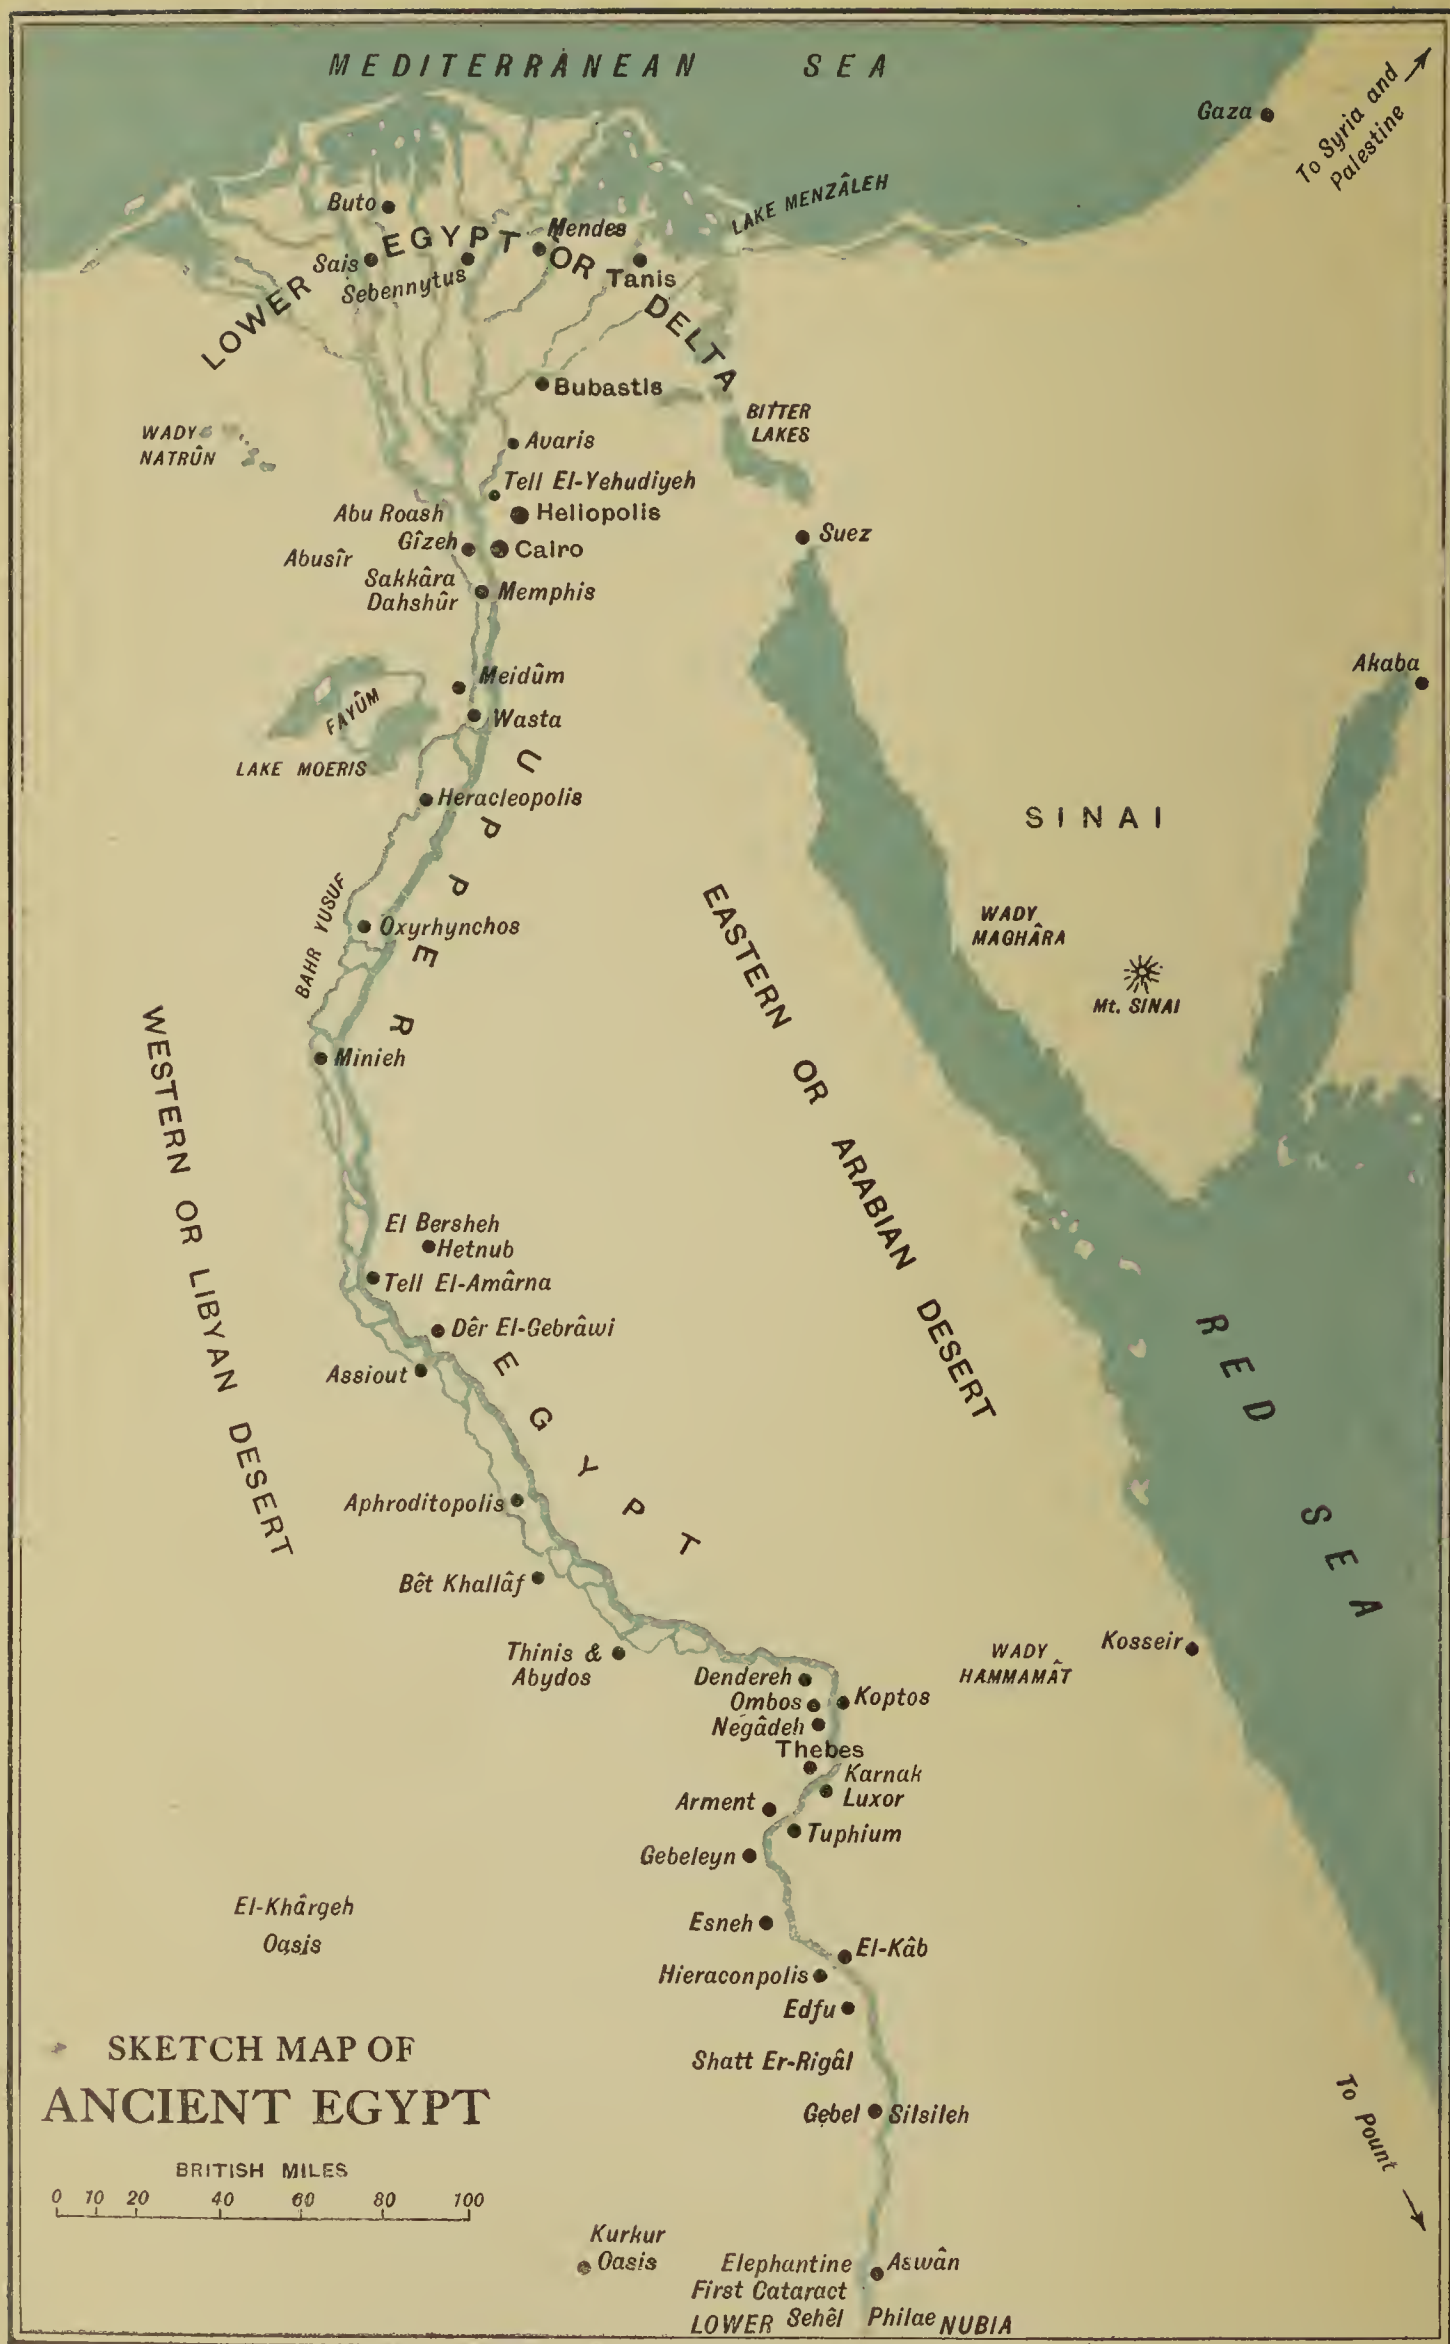 MEDITERRANEAN SEA
To Syria and
Palestine
Gaza
LAKE MENZÂLEH
Buto
Mendes
LOWER EGYPT OR DELTA
Sais
Sebennytus
Tanis
Bubastis
BITTER
LAKES
WADY
NATRÛN
Avaris
Tell El-Yehudiyeh
Abu Roash
Heliopolis
Suez
Gîzeh
Cairo
Abusîr
Sakkâra
Dahshûr
Memphis
Akaba
Meidûm
FAYÛM
Wasta
LAKE MOERIS
Heracleopolis
UPPER EGYPT
SINAI
BAHR YUSUF
Oxyrhynchos
WADY
MAGHÂRA
Mt. SINAI
EASTERN OR ARABIAN DESERT
WESTERN OR LIBYAN DESERT
Minieh
El Bersheh
Hetnub
Tell El-Amârna
Dêr El-Gebrâwi
Assiout
RED SEA
Aphroditopolis
Bêt Khallâf
Thinis &
Abydos
WADY
HAMMAMÂT
Kosseir
Dendereh
Ombos
Koptos
Negâdeh
Thebes
Karnak
Luxor
Arment
Tuphium
Gebeleyn
El-Khârgeh
Oasis
Esneh
El-Kâb
Hieraconpolis
Edfu
Shatt Er-Rigâl
Gebel Silsileh
To Pount
SKETCH MAP OF
ANCIENT EGYPT
BRITISH MILES
0 10 20 40 60 80 100
Kurkur
Oasis
Elephantine
Aswân
First Cataract
LOWER Sehêl Philae NUBIA